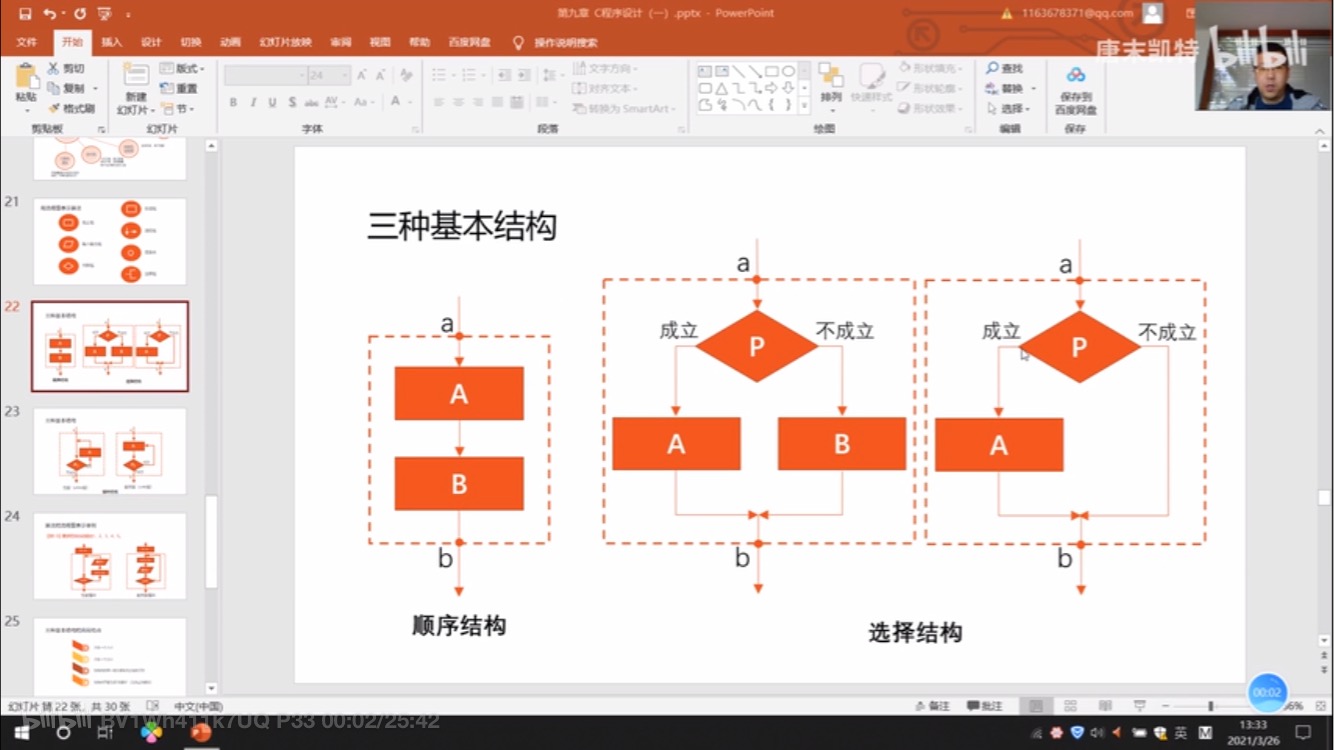 第九章 C程序设计（一）.pptx - PowerPoint
1163678371@qq.com
唐末凯特 bilibili
文件 开始 插入 设计 切换 动画 幻灯片放映 审阅 视图 帮助 百度网盘 操作说明搜索
剪切
复制
格式刷
粘贴
剪贴板
新建
幻灯片
版式
重置
节
幻灯片
24
B I U S abc AV Aa A
字体
文字方向
对齐文本
转换为 SmartArt
段落
排列
快速样式
形状填充
形状轮廓
形状效果
绘图
查找
替换
选择
编辑
保存到
百度网盘
保存
21
22
23
24
25
三种基本结构
a
A
B
b
顺序结构
a
成立 P 不成立
A B
b
a
成立 P 不成立
A
b
选择结构
00:02
幻灯片 第 22 张，共 30 张 中文(中国)
备注 批注
bilibili BV1Wh411k7UQ P33 00:02/25:42
英 M
13:33
2021/3/26